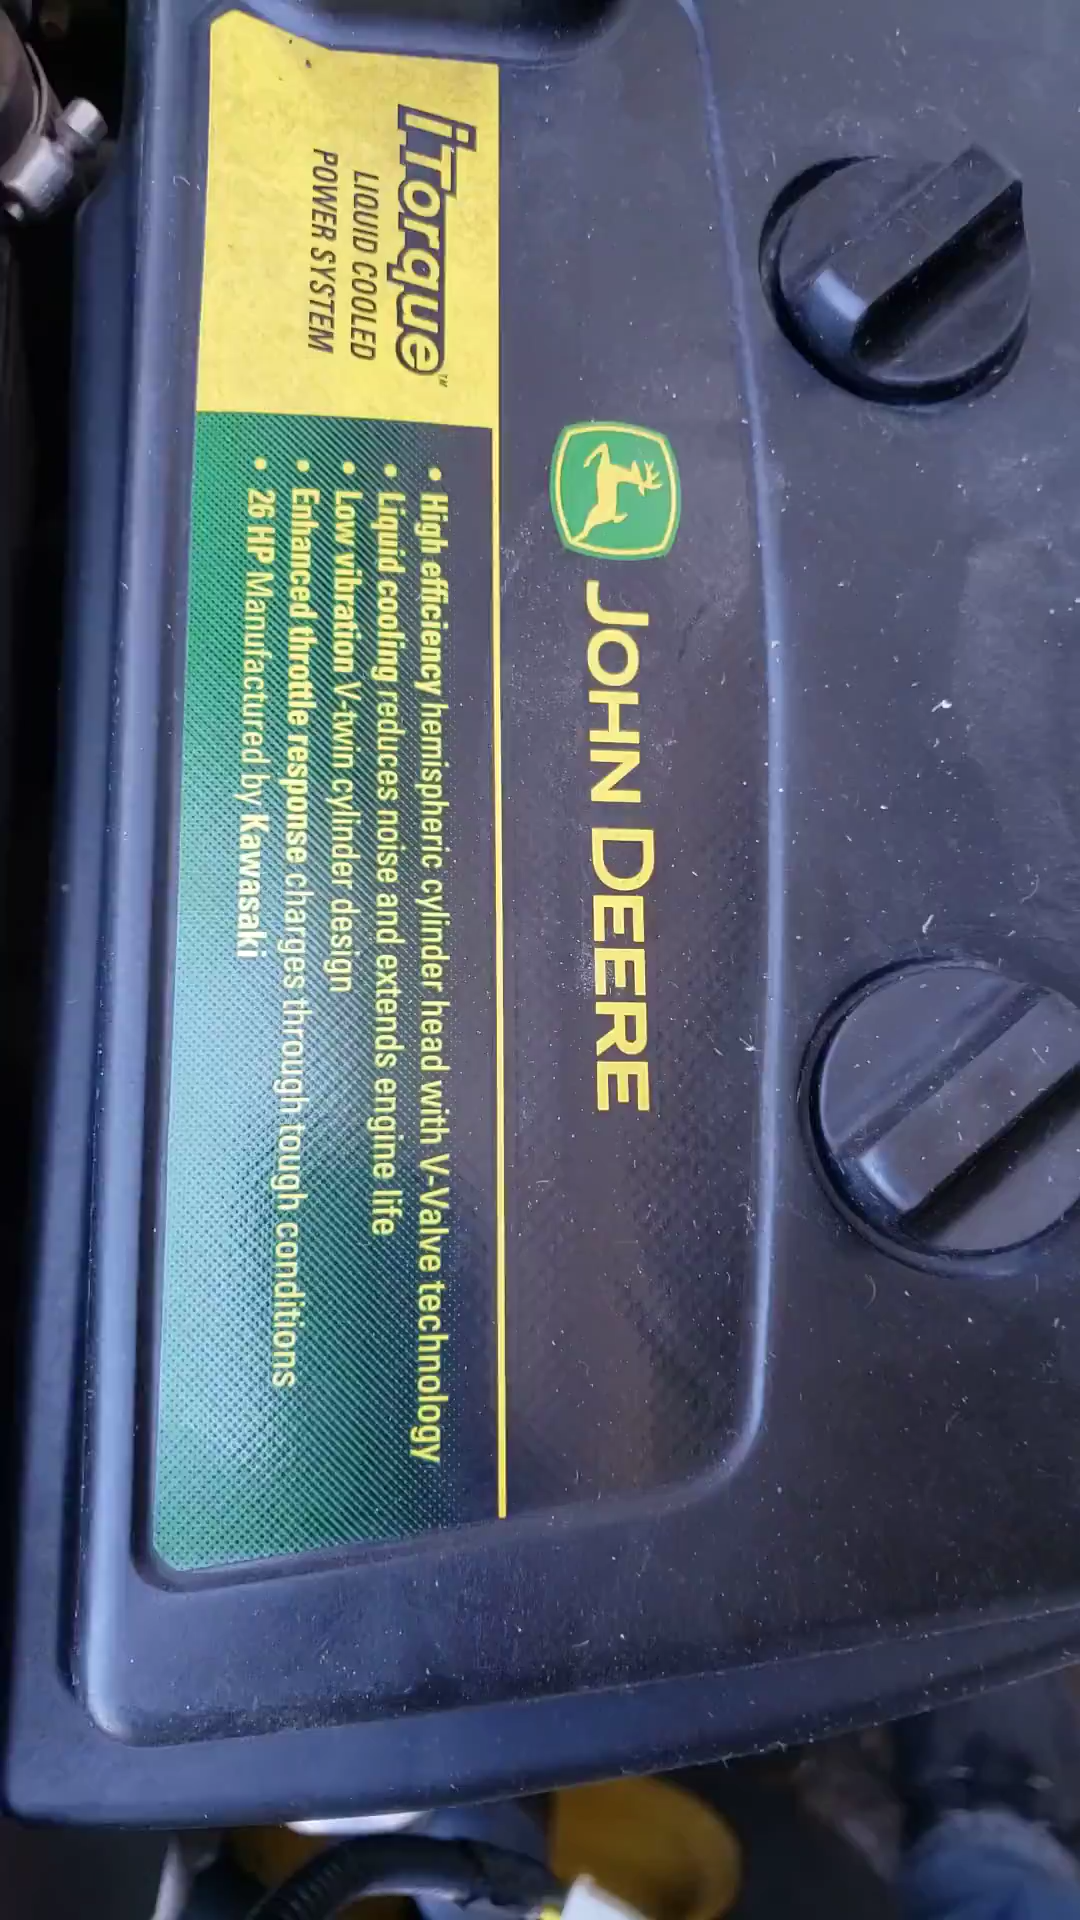 JOHN DEERE
iTorque™
LIQUID COOLED
POWER SYSTEM
• High efficiency hemispheric cylinder head with V-Valve technology
• Liquid cooling reduces noise and extends engine life
• Low vibration V-twin cylinder design
• Enhanced throttle response charges through tough conditions
• 26 HP Manufactured by Kawasaki